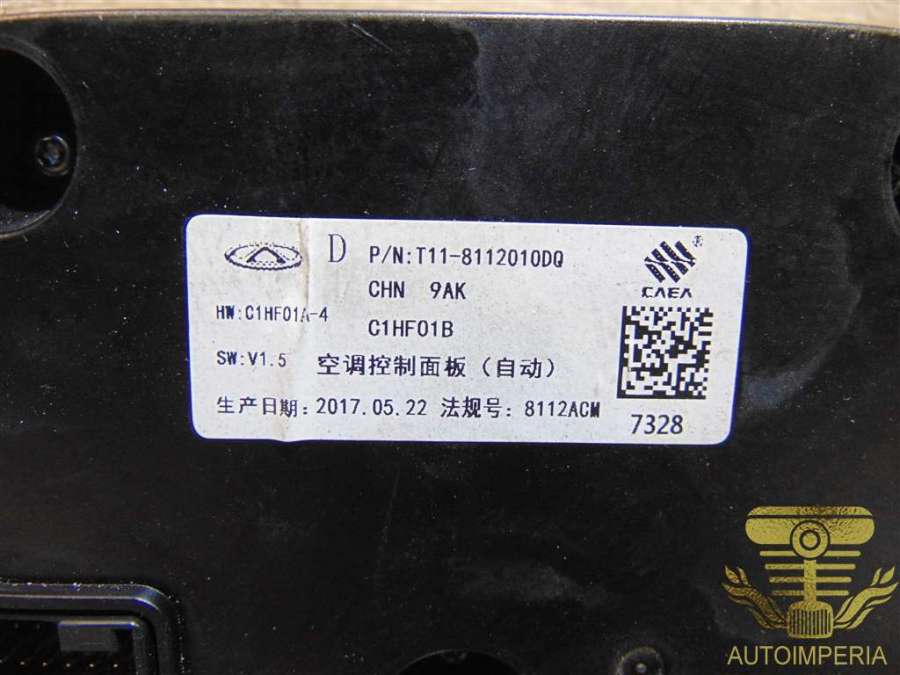 D P/N:T11-8112010DQ
CAEA ®
CHN 9AK
HW:C1HF01A-4
C1HF01B
SW:V1.5 空调控制面板（自动）
生产日期：2017.05.22 法规号：8112ACM
7328
AUTOIMPERIA